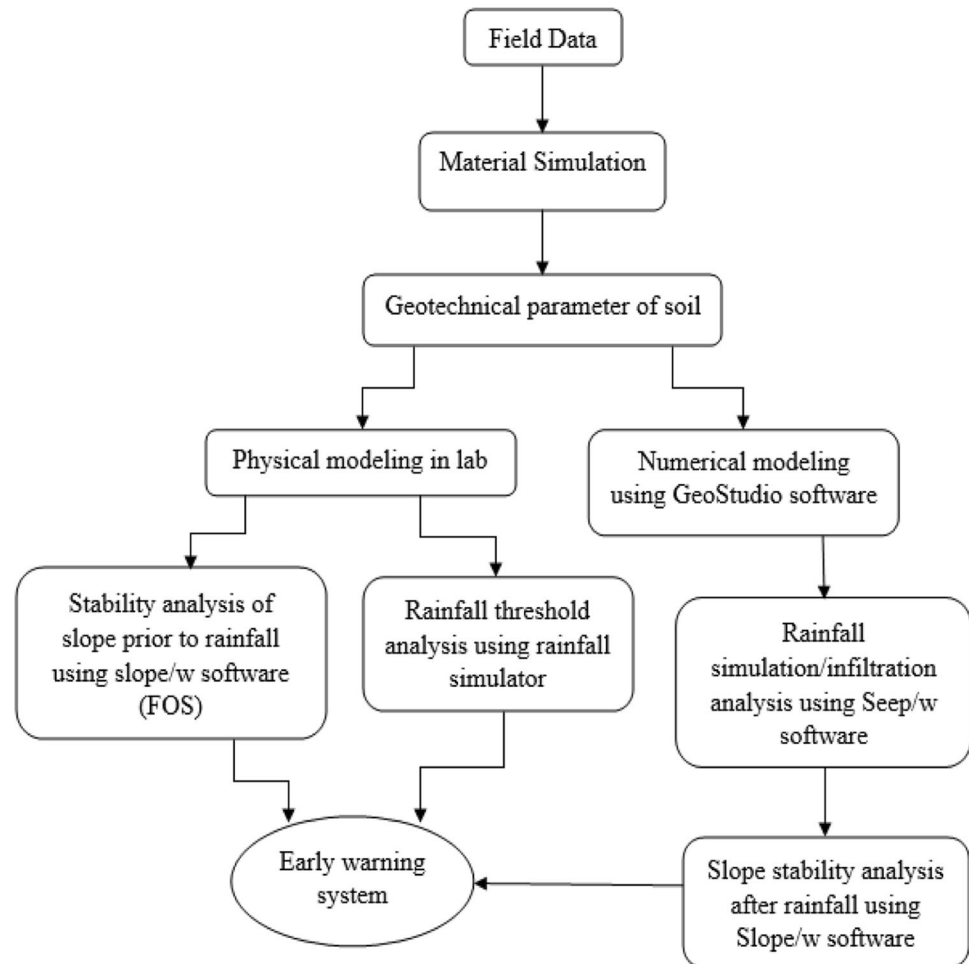 Field Data
Material Simulation
Geotechnical parameter of soil
Physical modeling in lab
Numerical modeling
using GeoStudio software
Stability analysis of
slope prior to rainfall
using slope/w software
(FOS)
Rainfall threshold
analysis using rainfall
simulator
Rainfall
simulation/infiltration
analysis using Seep/w
software
Early warning
system
Slope stability analysis
after rainfall using
Slope/w software